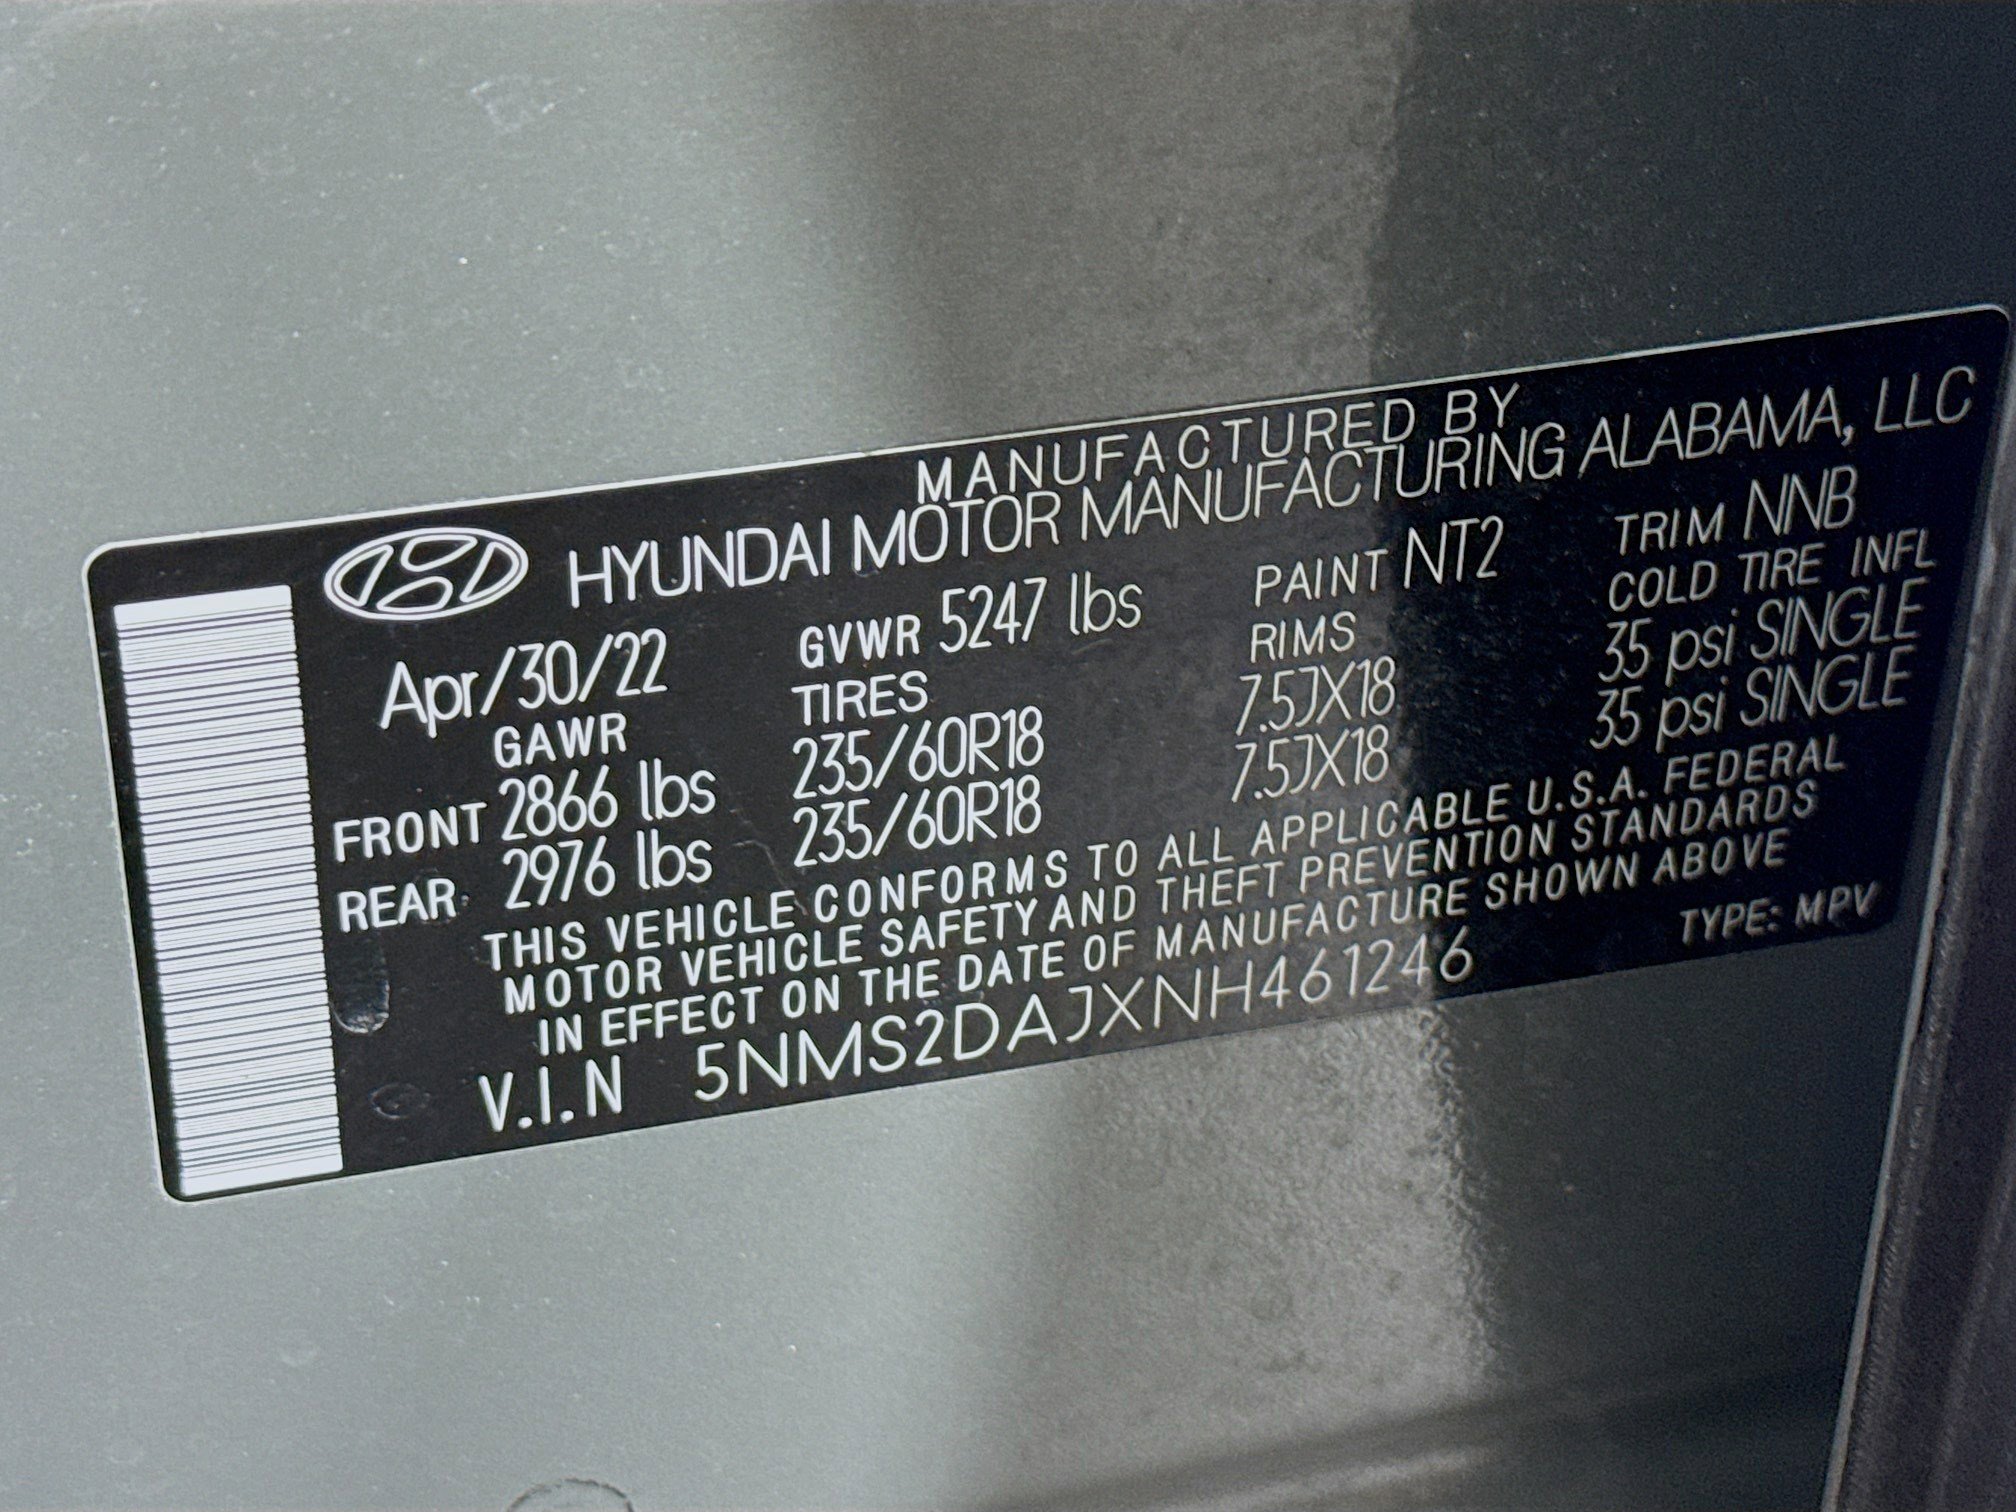 MANUFACTURED BY
HYUNDAI MOTOR MANUFACTURING ALABAMA, LLC
Apr/30/22 GVWR 5247 lbs PAINT NT2 TRIM NNB
GAWR TIRES RIMS COLD TIRE INFL
FRONT 2866 lbs 235/60R18 7.5JX18 35 psi SINGLE
REAR 2976 lbs 235/60R18 7.5JX18 35 psi SINGLE
THIS VEHICLE CONFORMS TO ALL APPLICABLE U.S.A. FEDERAL
MOTOR VEHICLE SAFETY AND THEFT PREVENTION STANDARDS
IN EFFECT ON THE DATE OF MANUFACTURE SHOWN ABOVE
V.I.N 5NMS2DAJXNH461246 TYPE: MPV